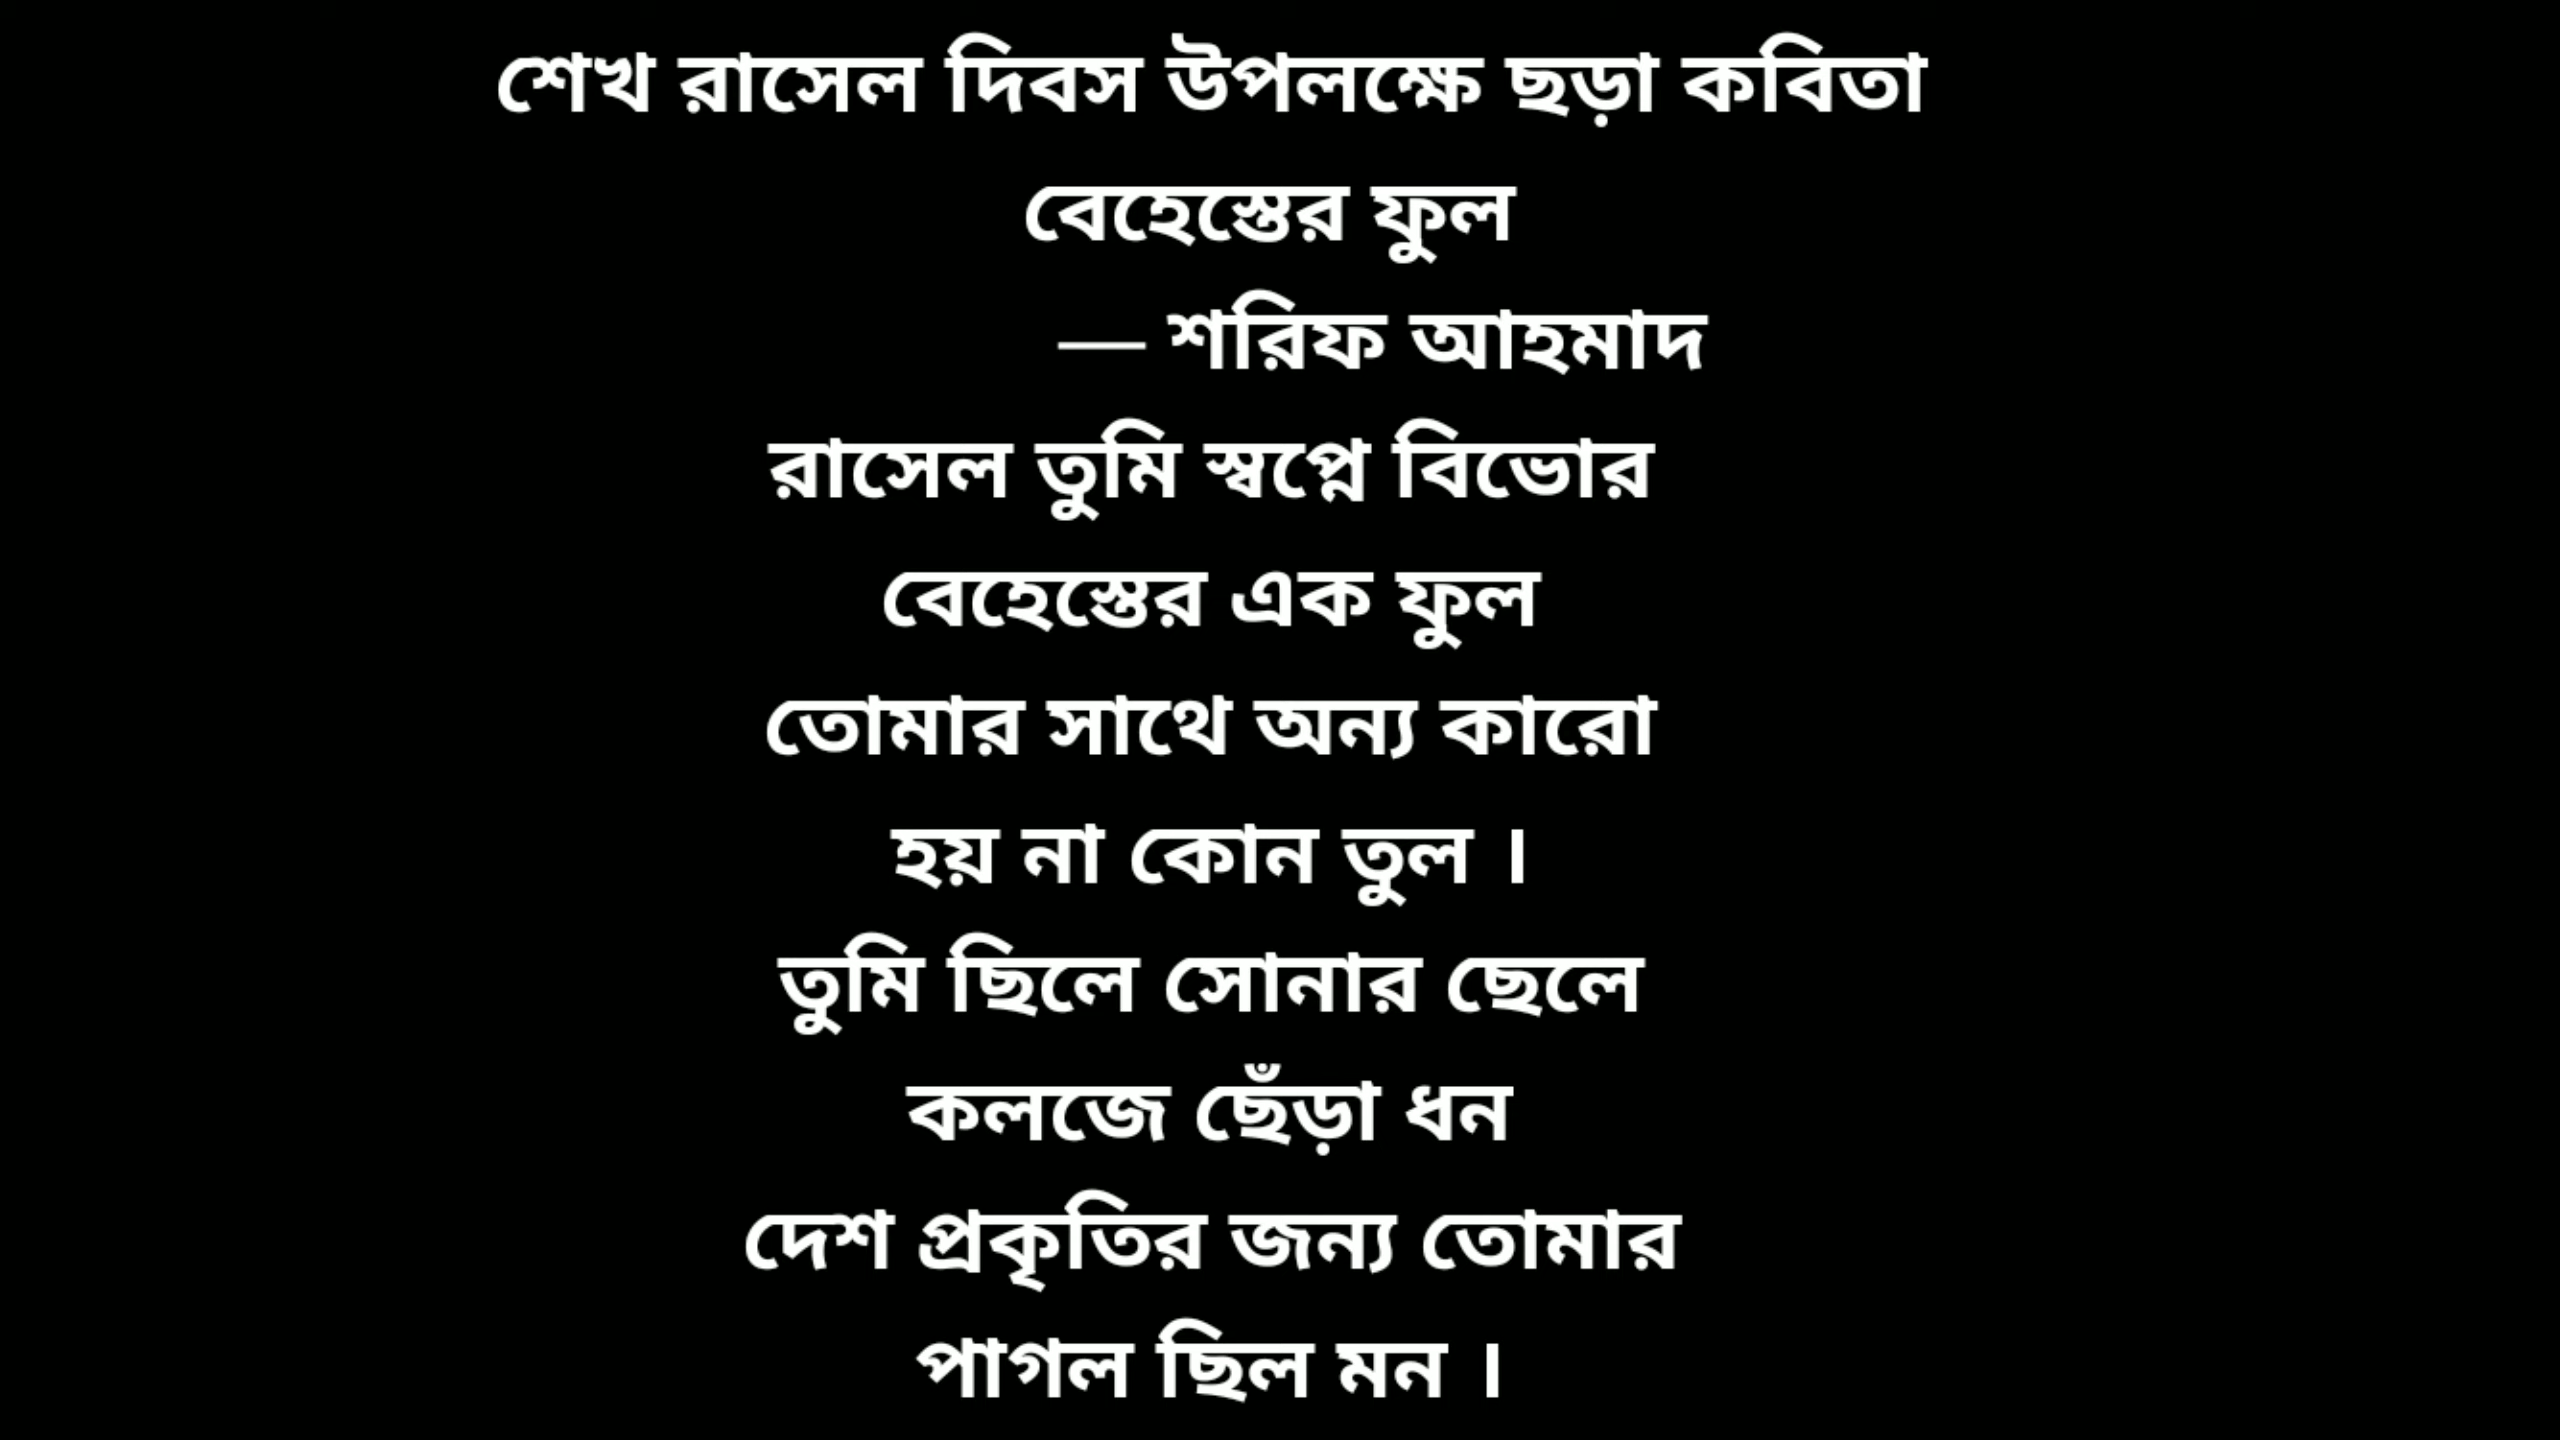 শেখ রাসেল দিবস উপলক্ষে ছড়া কবিতা
বেহেস্তের ফুল
— শরিফ আহমাদ
রাসেল তুমি স্বপ্নে বিভোর
বেহেস্তের এক ফুল
তোমার সাথে অন্য কারো
হয় না কোন তুল ।
তুমি ছিলে সোনার ছেলে
কলজে ছেঁড়া ধন
দেশ প্রকৃতির জন্য তোমার
পাগল ছিল মন ।